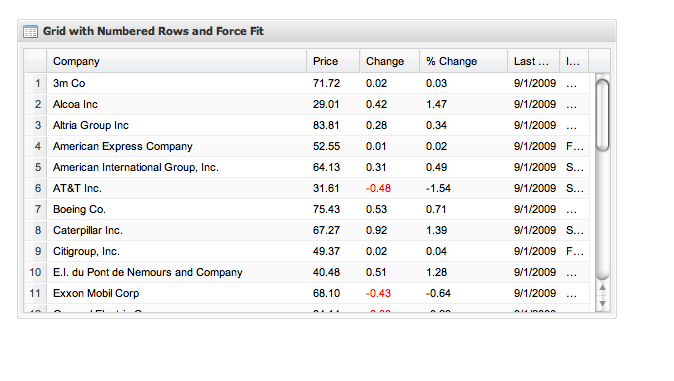 Grid with Numbered Rows and Force Fit
Company Price Change % Change Last ... I...
1 3m Co 71.72 0.02 0.03 9/1/2009 ...
2 Alcoa Inc 29.01 0.42 1.47 9/1/2009 ...
3 Altria Group Inc 83.81 0.28 0.34 9/1/2009 ...
4 American Express Company 52.55 0.01 0.02 9/1/2009 F...
5 American International Group, Inc. 64.13 0.31 0.49 9/1/2009 S...
6 AT&T Inc. 31.61 -0.48 -1.54 9/1/2009 S...
7 Boeing Co. 75.43 0.53 0.71 9/1/2009 ...
8 Caterpillar Inc. 67.27 0.92 1.39 9/1/2009 S...
9 Citigroup, Inc. 49.37 0.02 0.04 9/1/2009 F...
10 E.I. du Pont de Nemours and Company 40.48 0.51 1.28 9/1/2009 ...
11 Exxon Mobil Corp 68.10 -0.43 -0.64 9/1/2009 ...